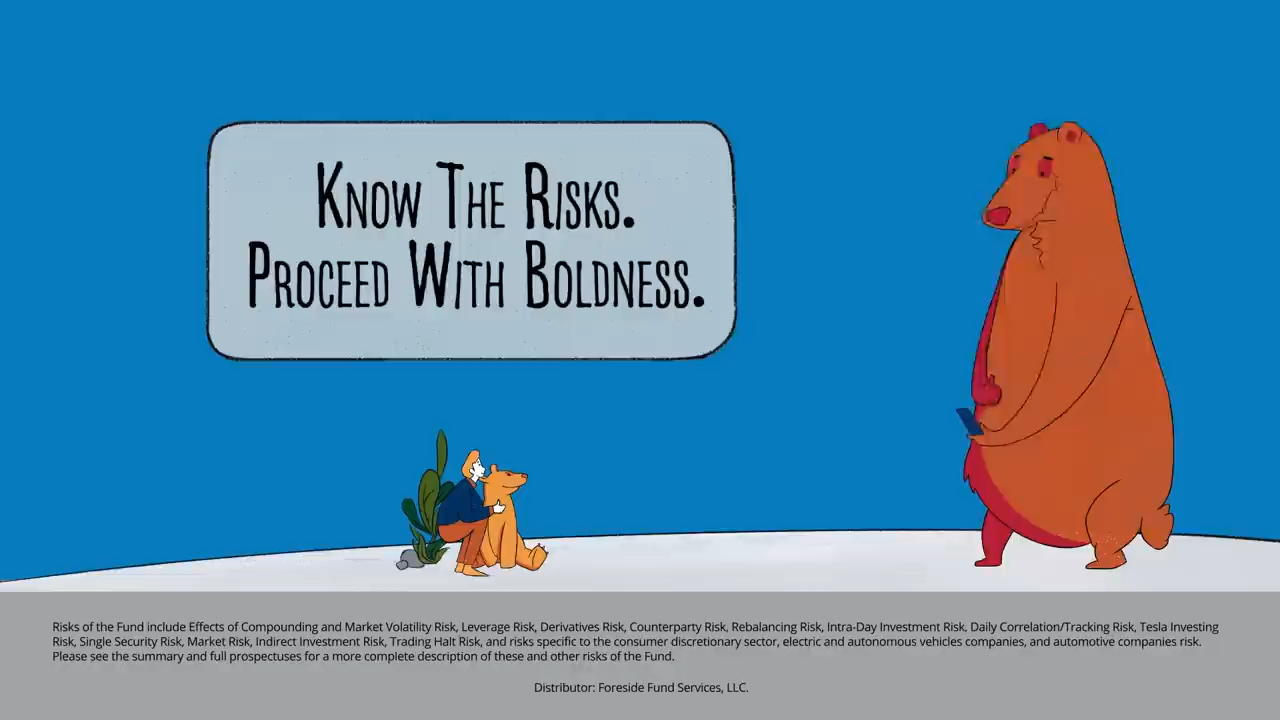 Know The Risks.
Proceed With Boldness.
Risks of the Fund include Effects of Compounding and Market Volatility Risk, Leverage Risk, Derivatives Risk, Counterparty Risk, Rebalancing Risk, Intra-Day Investment Risk, Daily Correlation/Tracking Risk, Tesla Investing
Risk, Single Security Risk, Market Risk, Indirect Investment Risk, Trading Halt Risk, and risks specific to the consumer discretionary sector, electric and autonomous vehicles companies, and automotive companies risk.
Please see the summary and full prospectuses for a more complete description of these and other risks of the Fund.
Distributor: Foreside Fund Services, LLC.